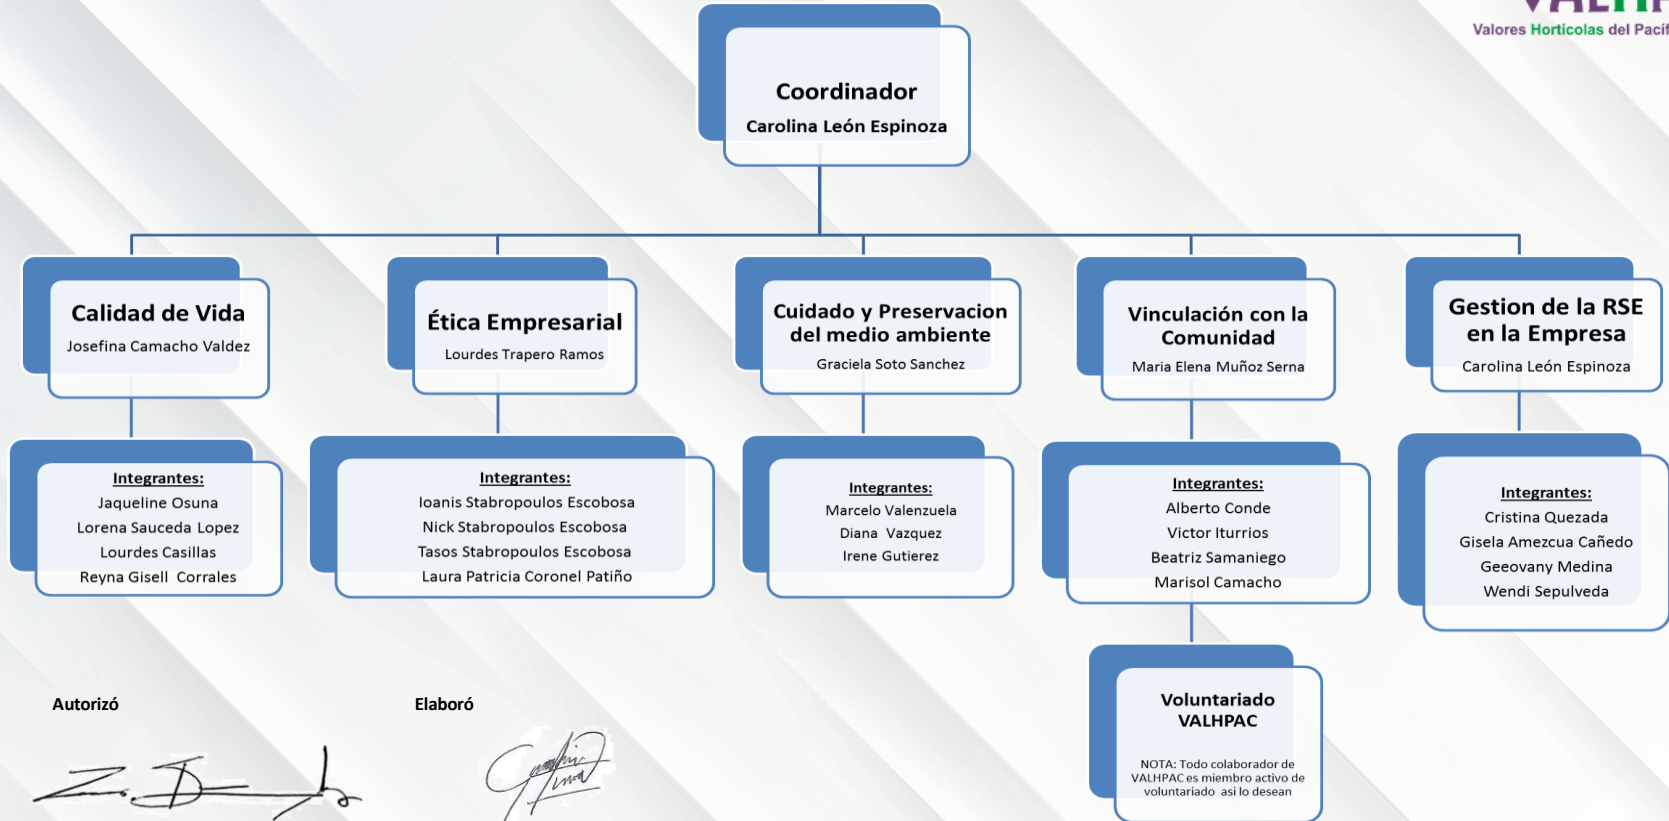 Valores Hortícolas del Pacíf
Coordinador
Carolina León Espinoza
Calidad de Vida
Josefina Camacho Valdez
Ética Empresarial
Lourdes Trapero Ramos
Cuidado y Preservacion
del medio ambiente
Graciela Soto Sanchez
Vinculación con la
Comunidad
Maria Elena Muñoz Serna
Gestion de la RSE
en la Empresa
Carolina León Espinoza
Integrantes:
Jaqueline Osuna
Lorena Sauceda Lopez
Lourdes Casillas
Reyna Gisell Corrales
Integrantes:
Ioanis Stabropoulos Escobosa
Nick Stabropoulos Escobosa
Tasos Stabropoulos Escobosa
Laura Patricia Coronel Patiño
Integrantes:
Marcelo Valenzuela
Diana Vazquez
Irene Gutierez
Integrantes:
Alberto Conde
Victor Iturrios
Beatriz Samaniego
Marisol Camacho
Integrantes:
Cristina Quezada
Gisela Amezcua Cañedo
Geeovany Medina
Wendi Sepulveda
Voluntariado
VALHPAC
NOTA: Todo colaborador de
VALHPAC es miembro activo de
voluntariado asi lo desean
Autorizó
Elaboró